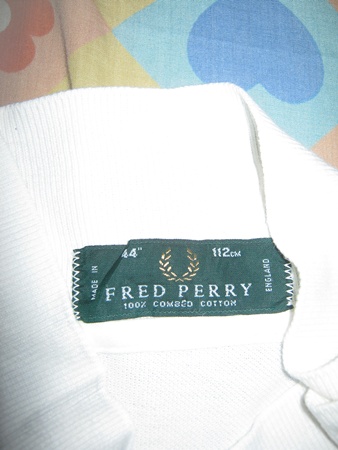 44" 112CM
MADE IN
ENGLAND
FRED PERRY
100% COMBED COTTON